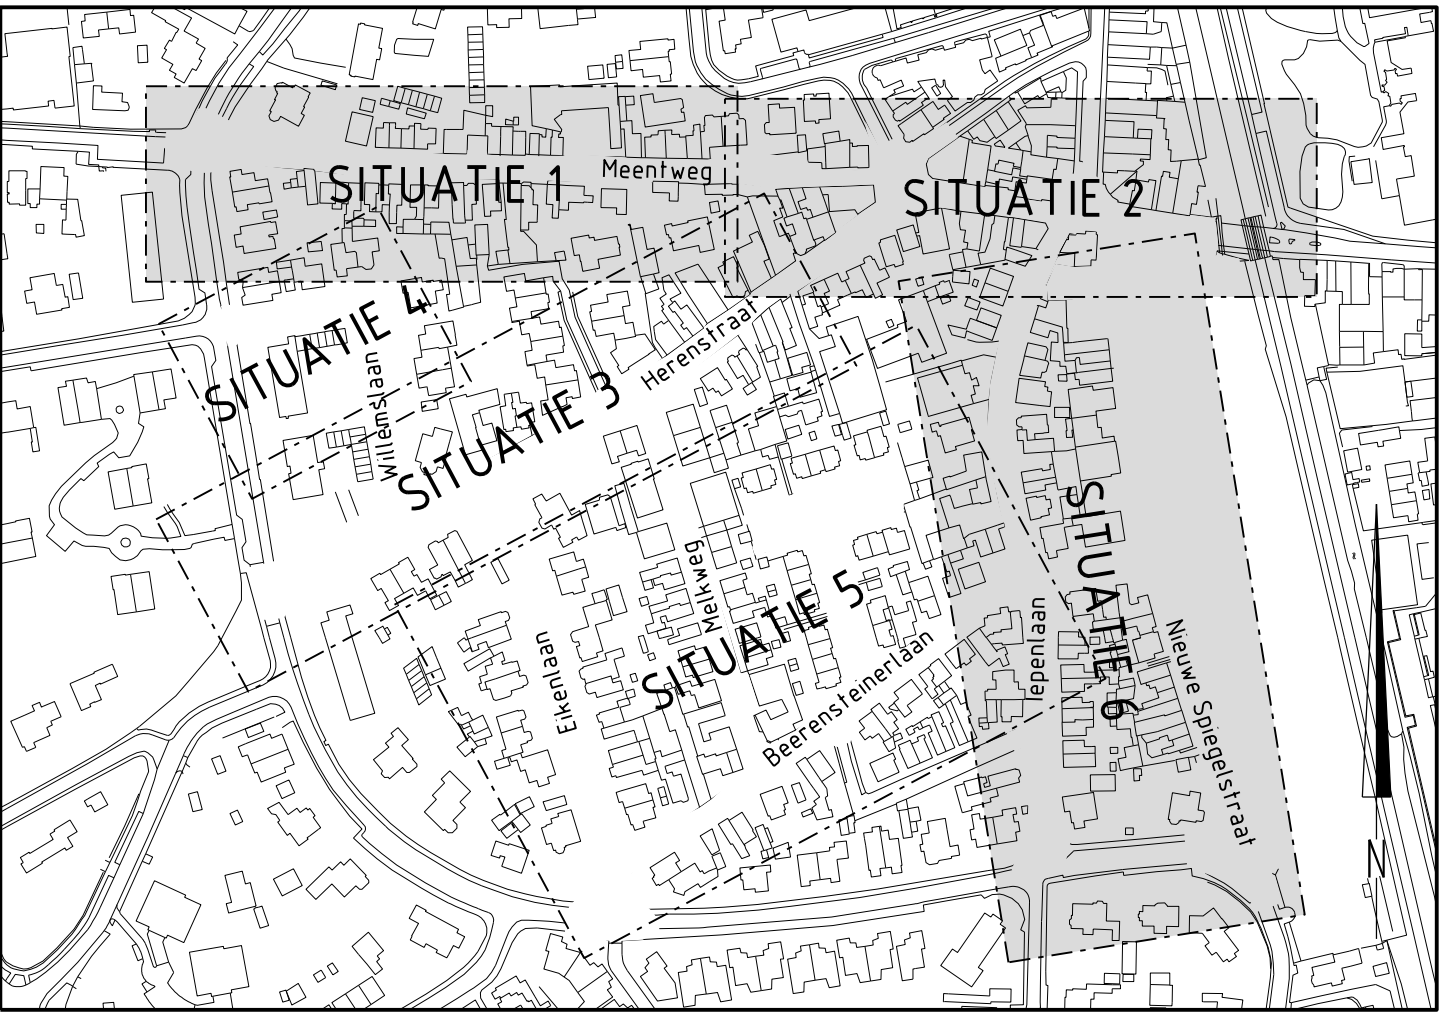 SITUATIE 1
Meentweg
SITUATIE 2
SITUATIE 4
Willemslaan
SITUATIE 3
Herenstraat
SITUATIE 5
Melkweg
Eikenlaan
Beerensteinerlaan
SITUATIE 6
Iepenlaan
Nieuwe Spiegelstraat
N